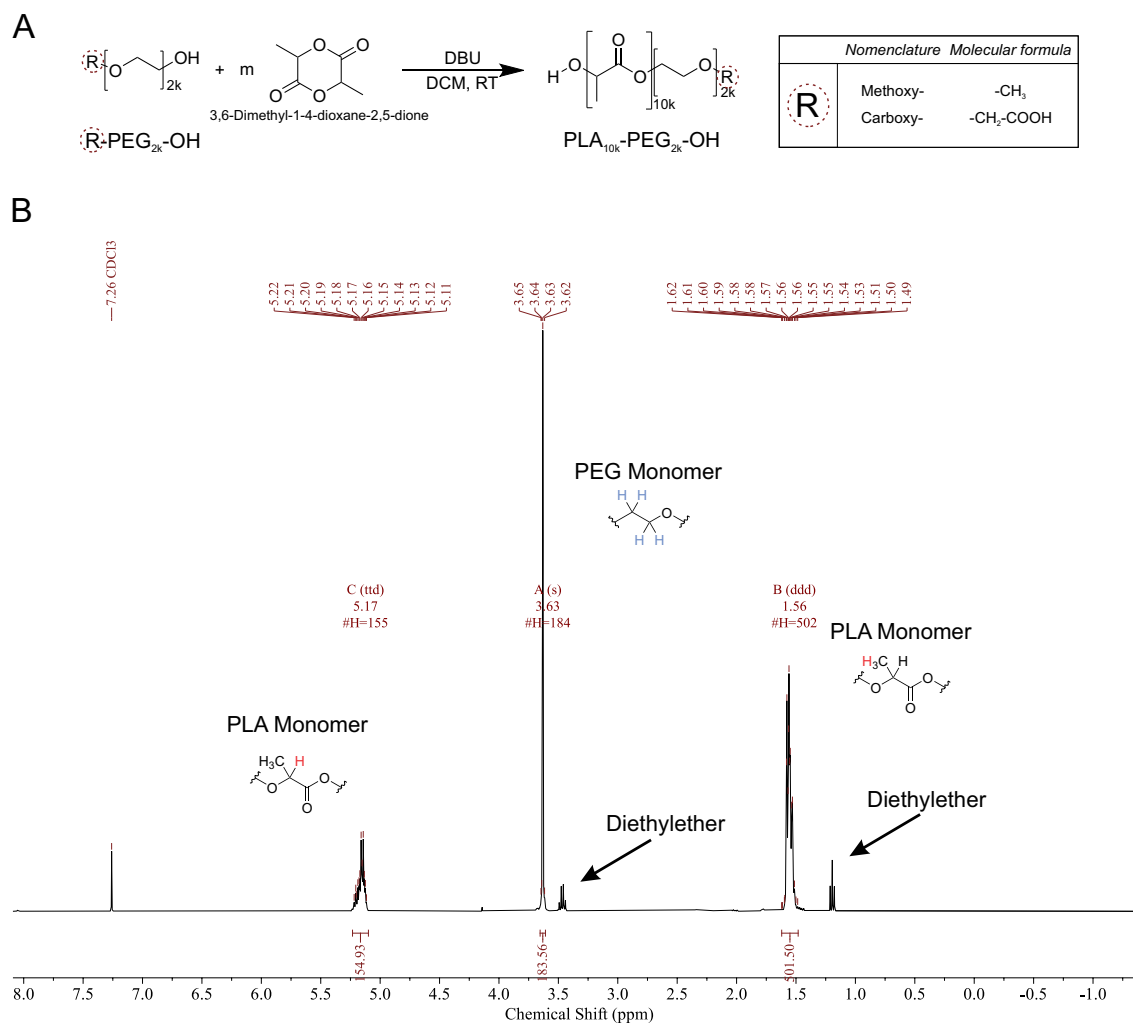 A
R
O
OH
2k
+ m
O
O
O
O
3,6-Dimethyl-1-4-dioxane-2,5-dione
DBU
DCM, RT
H
O
O
O
10k
O
R
2k
R-PEG2k-OH
PLA10k-PEG2k-OH
Nomenclature Molecular formula
R
Methoxy- -CH3
Carboxy- -CH2-COOH
B
7.26 CDCl3
5.22
5.21
5.20
5.19
5.18
5.17
5.16
5.15
5.14
5.13
5.12
5.11
3.65
3.64
3.63
3.62
1.62
1.61
1.60
1.59
1.58
1.58
1.57
1.56
1.56
1.55
1.55
1.54
1.53
1.51
1.50
1.49
PEG Monomer
H H
O
H H
C (ttd)
5.17
#H=155
A (s)
3.63
#H=184
B (ddd)
1.56
#H=502
PLA Monomer
H3C H
O
O
O
PLA Monomer
H3C H
O
O
O
Diethylether
Diethylether
154.93
183.56
501.50
8.0 7.5 7.0 6.5 6.0 5.5 5.0 4.5 4.0 3.5 3.0 2.5 2.0 1.5 1.0 0.5 0.0 -0.5 -1.0
Chemical Shift (ppm)